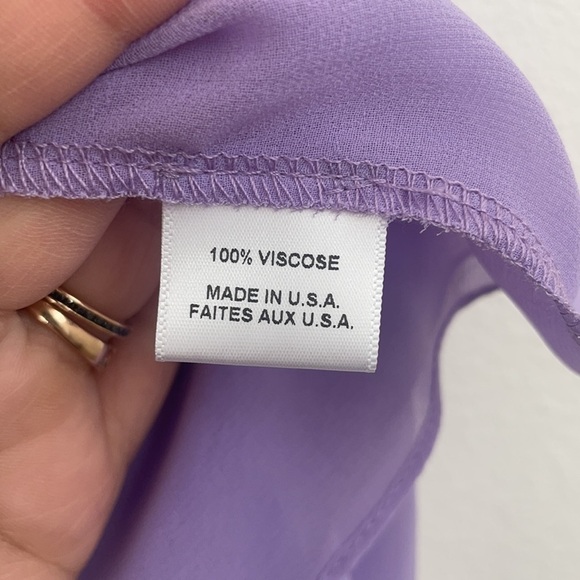 100% VISCOSE
MADE IN U.S.A.
FAITES AUX U.S.A.